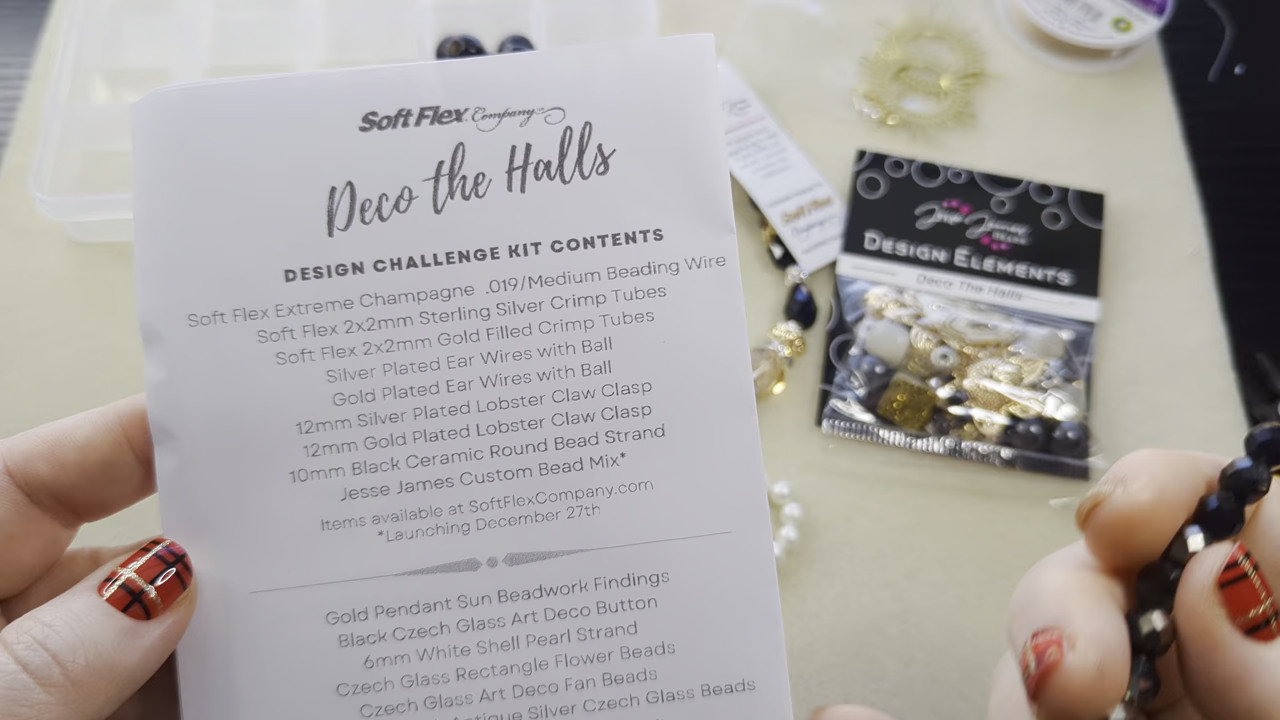 Soft Flex Company
Deco the Halls
DESIGN CHALLENGE KIT CONTENTS
Soft Flex Extreme Champagne .019/Medium Beading Wire
Soft Flex 2x2mm Sterling Silver Crimp Tubes
Soft Flex 2x2mm Gold Filled Crimp Tubes
Silver Plated Ear Wires with Ball
Gold Plated Ear Wires with Ball
12mm Silver Plated Lobster Claw Clasp
12mm Gold Plated Lobster Claw Clasp
10mm Black Ceramic Round Bead Strand
Jesse James Custom Bead Mix*
Items available at SoftFlexCompany.com
*Launching December 27th
Gold Pendant Sun Beadwork Findings
Black Czech Glass Art Deco Button
6mm White Shell Pearl Strand
Czech Glass Rectangle Flower Beads
Czech Glass Art Deco Fan Beads
Antique Silver Czech Glass Beads
Soft Flex
Jesse James
BEADS
DESIGN ELEMENTS
Deco The Halls